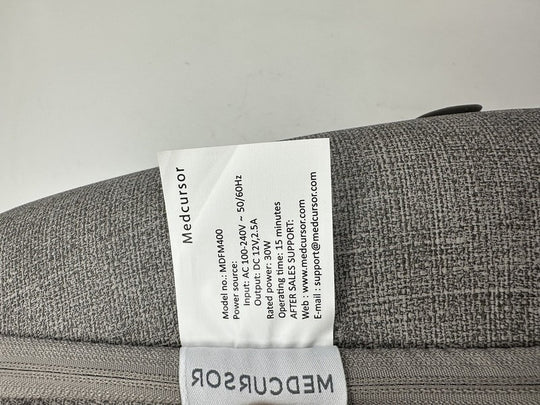 Medcursor
Model no.: MDFM400
Power source:
Input: AC 100-240V ~ 50/60Hz
Output: DC 12V,2.5A
Rated power: 30W
Operating time: 15 minutes
AFTER SALES SUPPORT:
Web : www.medcursor.com
E-mail : support@medcursor.com
MEDCURSOR